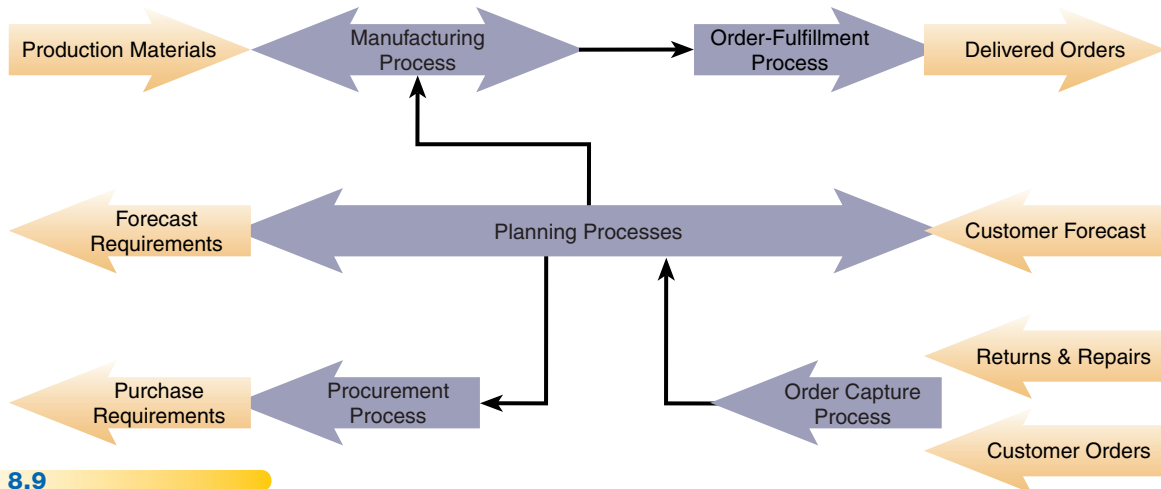 Production Materials
Manufacturing
Process
Order-Fulfillment
Process
Delivered Orders
Forecast
Requirements
Planning Processes
Customer Forecast
Returns & Repairs
Purchase
Requirements
Procurement
Process
Order Capture
Process
Customer Orders
8.9